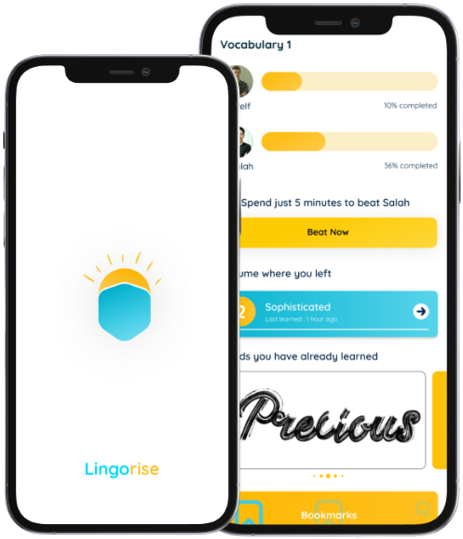 Lingorise
Vocabulary 1
elf
10% completed
lah
36% completed
Spend just 5 minutes to beat Salah
Beat Now
ume where you left
2
Sophisticated
Last learned : 1 hour ago
ds you have already learned
Precious
Bookmarks